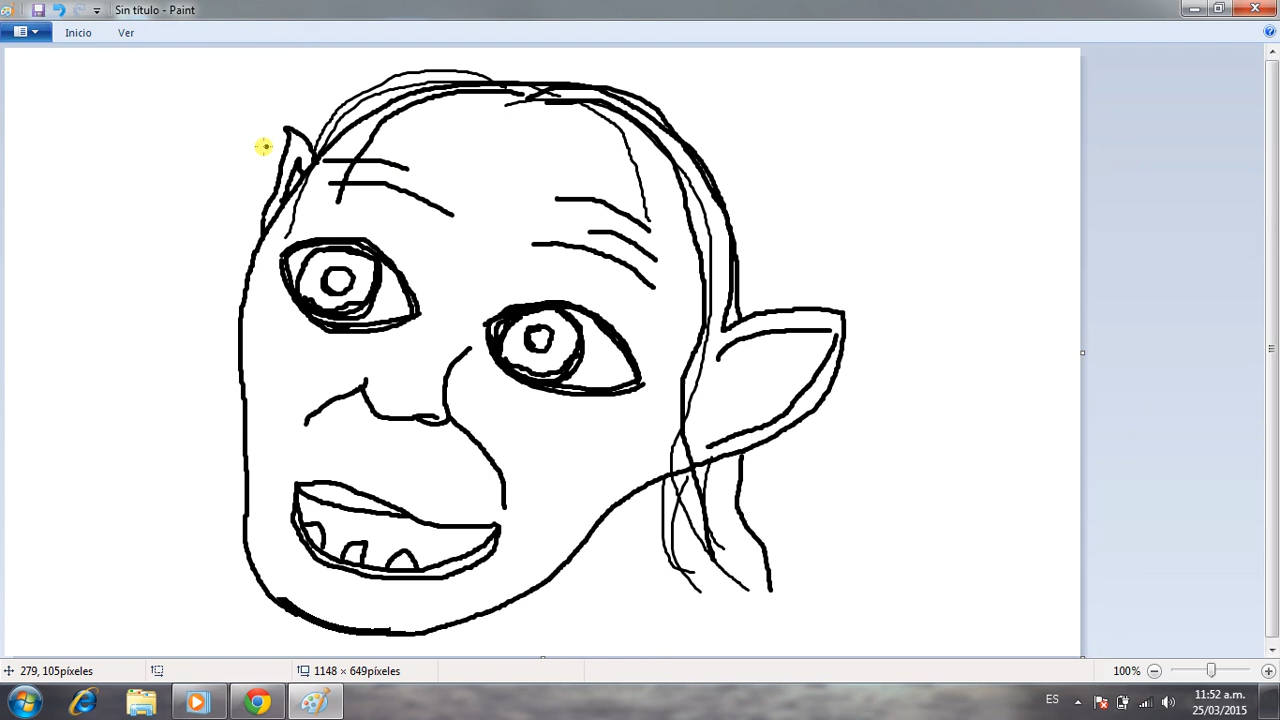 Sin título - Paint
Inicio Ver
279, 105píxeles 1148 × 649píxeles 100%
ES 11:52 a.m.
25/03/2015